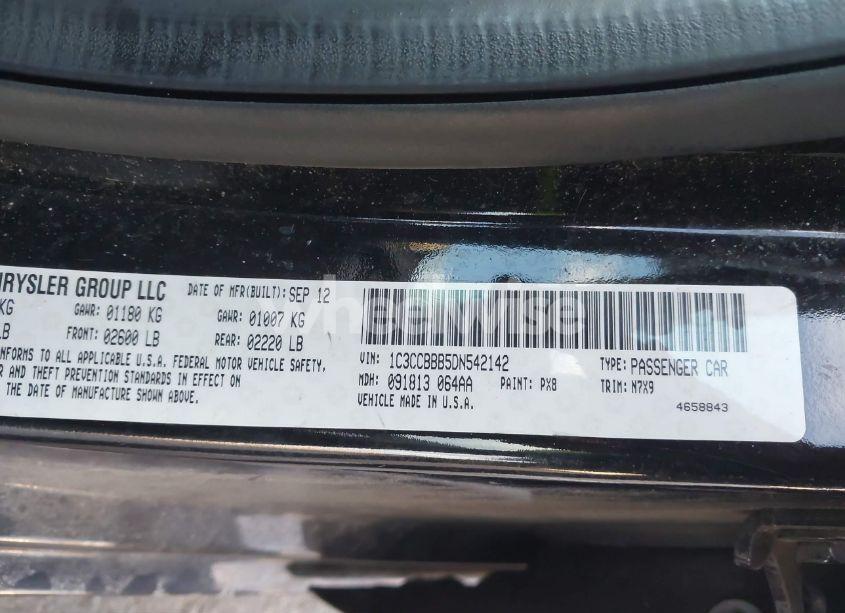 HRYSLER GROUP LLC DATE OF MFR(BUILT): SEP 12
KG GAWR: 01180 KG GAWR: 01007 KG
LB FRONT: 02600 LB REAR: 02220 LB
NFORMS TO ALL APPLICABLE U.S.A. FEDERAL MOTOR VEHICLE SAFETY,
R AND THEFT PREVENTION STANDARDS IN EFFECT ON
DATE OF MANUFACTURE SHOWN ABOVE.
VIN: 1C3CCBBB5DN542142 TYPE: PASSENGER CAR
MDH: 091813 064AA PAINT: PX8 TRIM: N7X9
VEHICLE MADE IN U.S.A. 4658843
wheelwise